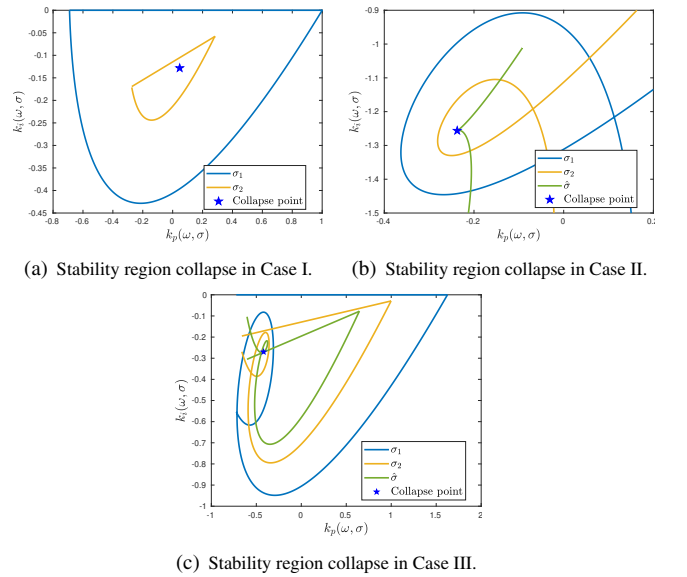 0
-0.05
-0.1
-0.15
-0.2
-0.25
-0.3
-0.35
-0.4
-0.45
k_i(ω, σ)
-0.8 -0.6 -0.4 -0.2 0 0.2 0.4 0.6 0.8 1
k_p(ω, σ)
σ_1
σ_2
Collapse point
-0.9
-1
-1.1
-1.2
-1.3
-1.4
-1.5
k_i(ω, σ)
-0.4 -0.2 0 0.2
k_p(ω, σ)
σ_1
σ_2
σ̂
Collapse point
(a) Stability region collapse in Case I.
(b) Stability region collapse in Case II.
0
-0.1
-0.2
-0.3
-0.4
-0.5
-0.6
-0.7
-0.8
-0.9
-1
k_i(ω, σ)
-1 -0.5 0 0.5 1 1.5 2
k_p(ω, σ)
σ_1
σ_2
σ̂
Collapse point
(c) Stability region collapse in Case III.